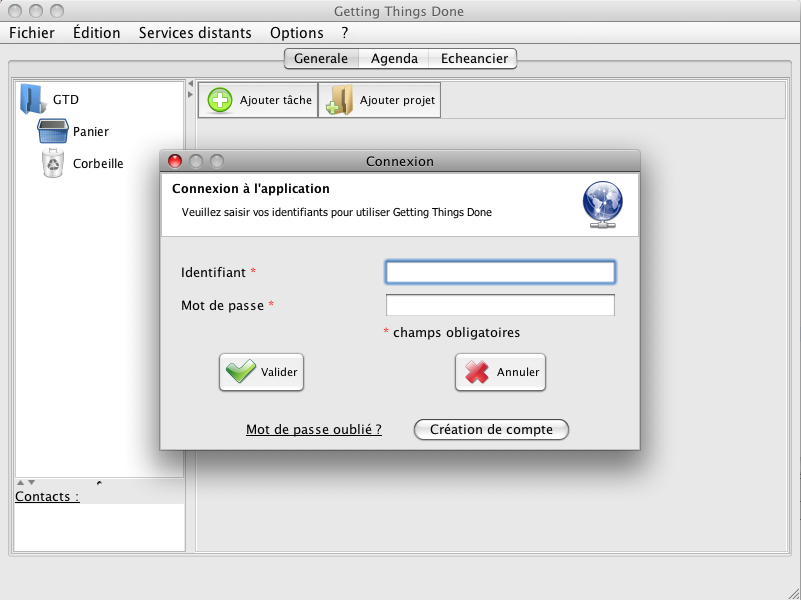 Getting Things Done
Fichier Édition Services distants Options ?
Generale Agenda Echeancier
GTD
Panier
Corbeille
Ajouter tâche Ajouter projet
Connexion
Connexion à l'application
Veuillez saisir vos identifiants pour utiliser Getting Things Done
Identifiant *
Mot de passe *
* champs obligatoires
Valider Annuler
Mot de passe oublié ? Création de compte
Contacts :